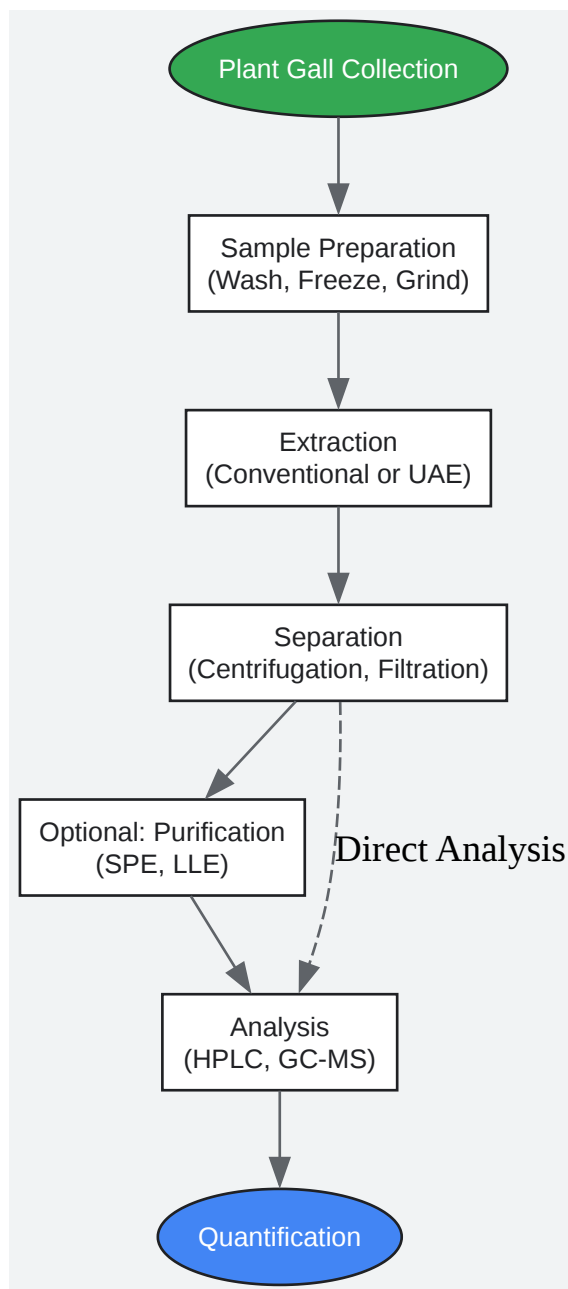 Plant Gall Collection
Sample Preparation
(Wash, Freeze, Grind)
Extraction
(Conventional or UAE)
Separation
(Centrifugation, Filtration)
Optional: Purification
(SPE, LLE)
Direct Analysis
Analysis
(HPLC, GC-MS)
Quantification